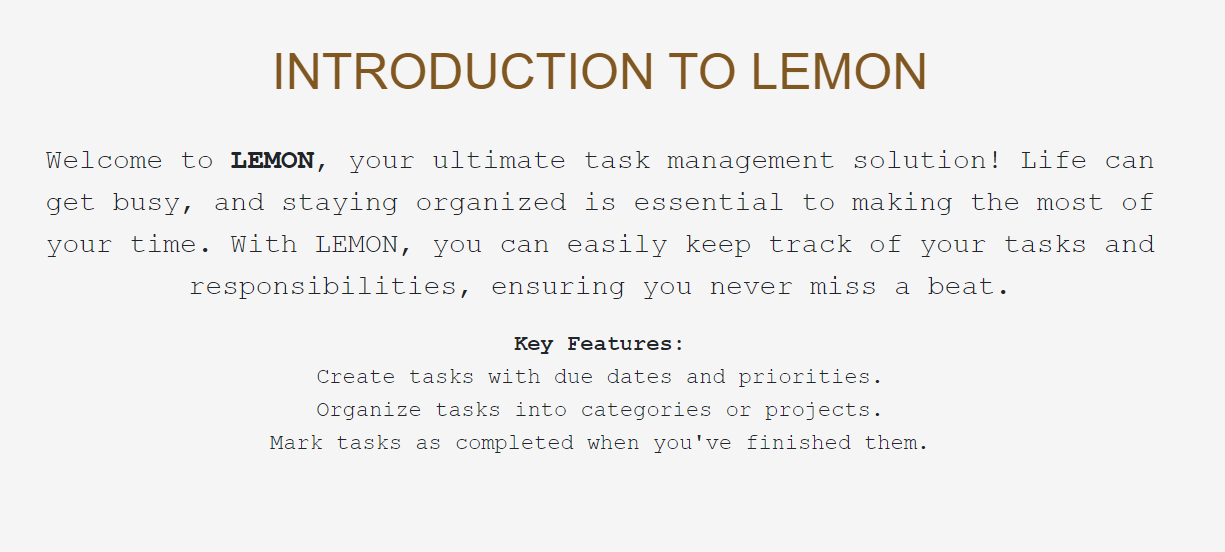 INTRODUCTION TO LEMON
Welcome to LEMON, your ultimate task management solution! Life can
get busy, and staying organized is essential to making the most of
your time. With LEMON, you can easily keep track of your tasks and
responsibilities, ensuring you never miss a beat.
Key Features:
Create tasks with due dates and priorities.
Organize tasks into categories or projects.
Mark tasks as completed when you've finished them.